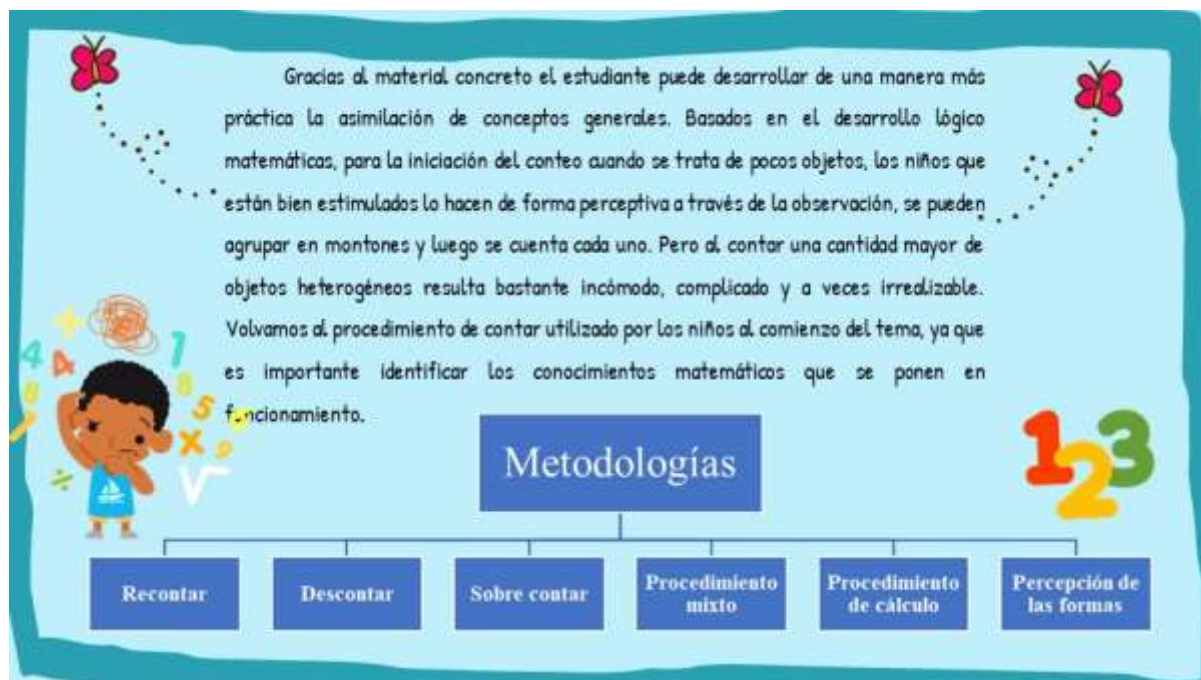 Gracias al material concreto el estudiante puede desarrollar de una manera más
práctica la asimilación de conceptos generales. Basados en el desarrollo lógico
matemáticas, para la iniciación del conteo cuando se trata de pocos objetos, los niños que
están bien estimulados lo hacen de forma perceptiva a través de la observación, se pueden
agrupar en montones y luego se cuenta cada uno. Pero al contar una cantidad mayor de
objetos heterogéneos resulta bastante incómodo, complicado y a veces irrealizable.
Volvamos al procedimiento de contar utilizado por los niños al comienzo del tema, ya que
es importante identificar los conocimientos matemáticos que se ponen en
funcionamiento.
Metodologías
1 2 3
Recontar
Descontar
Sobre contar
Procedimiento
mixto
Procedimiento
de cálculo
Percepción de
las formas